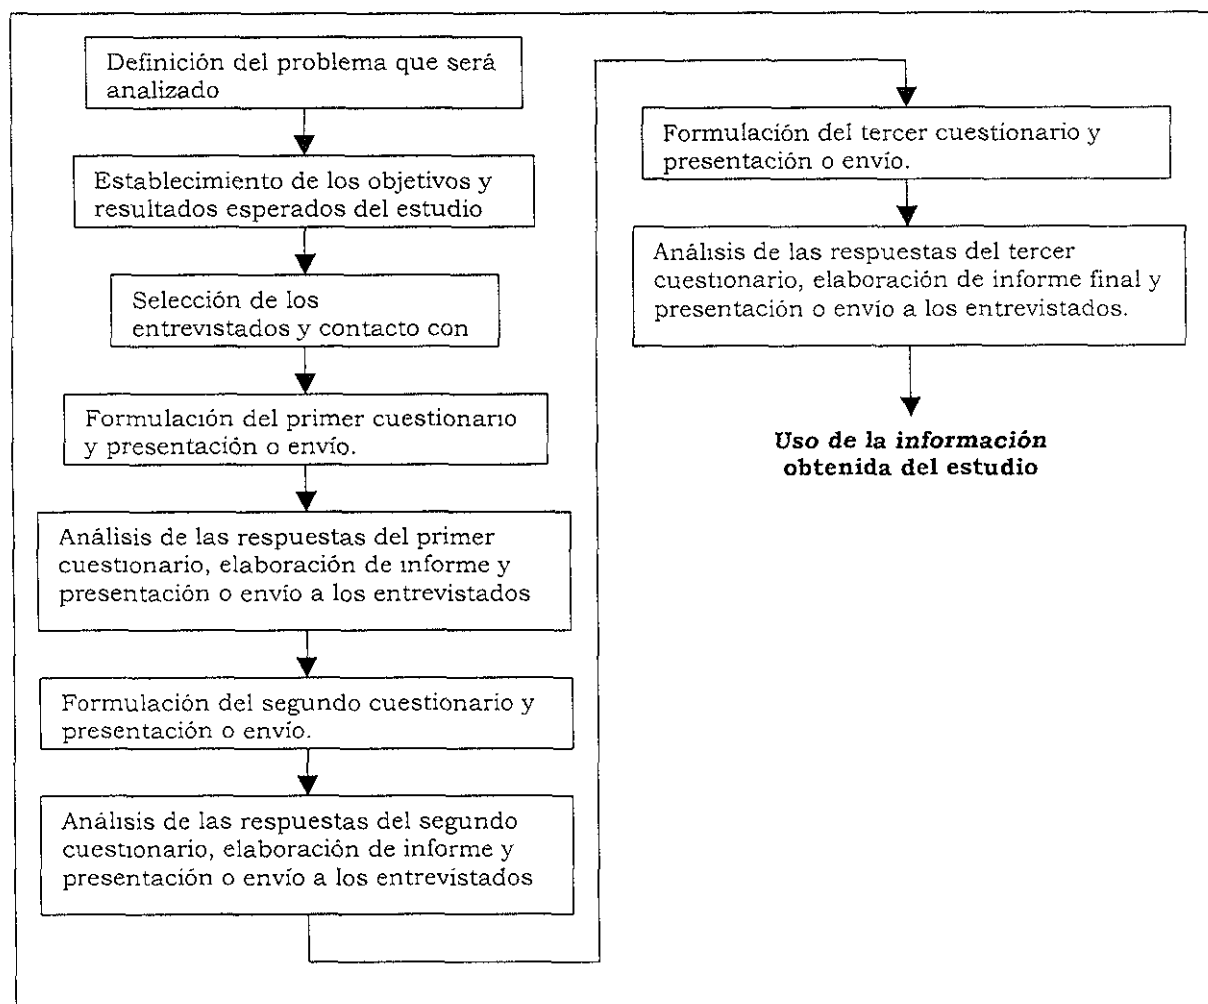 Definición del problema que será
analizado
Establecimiento de los objetivos y
resultados esperados del estudio
Selección de los
entrevistados y contacto con
Formulación del primer cuestionario
y presentación o envío.
Análisis de las respuestas del primer
cuestionario, elaboración de informe y
presentación o envío a los entrevistados
Formulación del segundo cuestionario y
presentación o envío.
Análisis de las respuestas del segundo
cuestionario, elaboración de informe y
presentación o envío a los entrevistados
Formulación del tercer cuestionario y
presentación o envío.
Análisis de las respuestas del tercer
cuestionario, elaboración de informe final y
presentación o envío a los entrevistados.
Uso de la información
obtenida del estudio